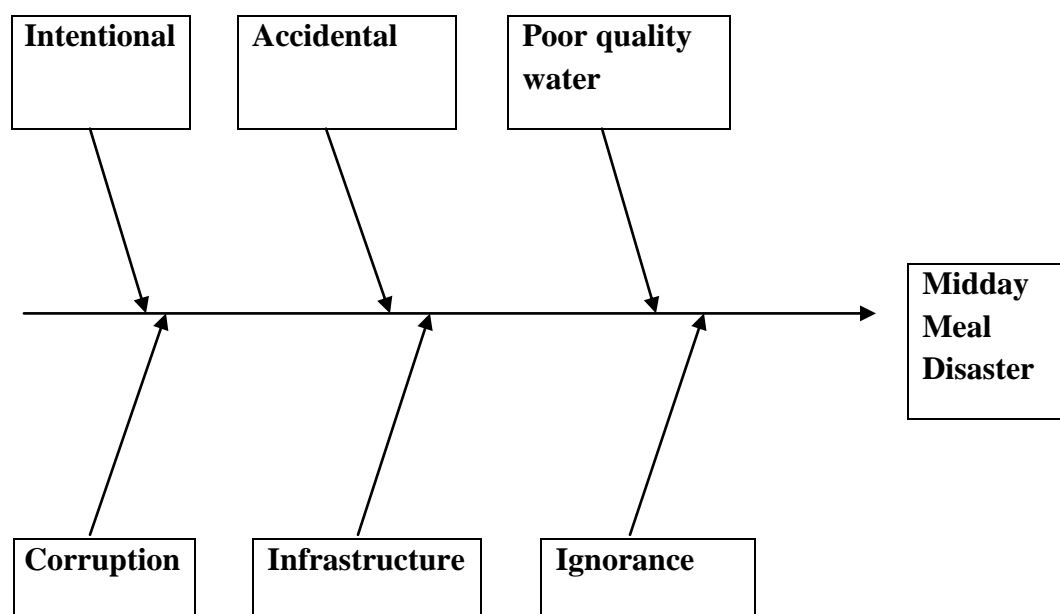 Intentional
Accidental
Poor quality
water
Midday
Meal
Disaster
Corruption
Infrastructure
Ignorance